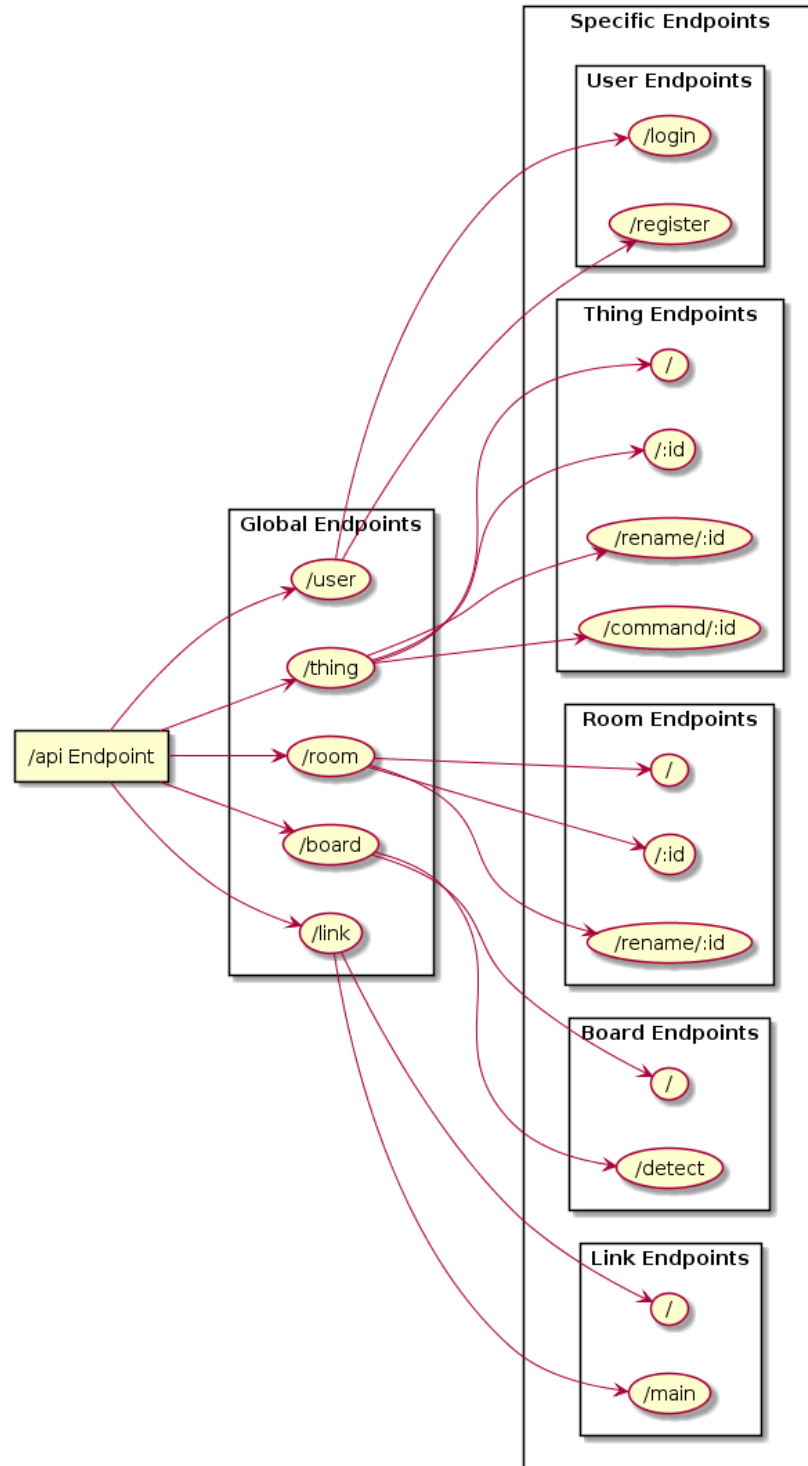 Specific Endpoints
User Endpoints
/login
/register
Thing Endpoints
/
/:id
/rename/:id
/command/:id
Global Endpoints
/user
/thing
/room
/board
/link
/api Endpoint
Room Endpoints
/
/:id
/rename/:id
Board Endpoints
/
/detect
Link Endpoints
/
/main